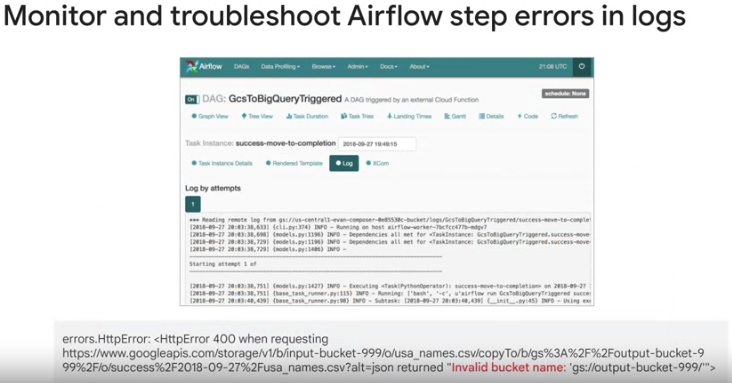 Monitor and troubleshoot Airflow step errors in logs
Airflow DAGs Data Profiling Browse Admin Docs About 21:08 UTC
On DAG: GcsToBigQueryTriggered A DAG triggered by an external Cloud Function schedule: None
Graph View Tree View Task Duration Task Tries Landing Times Gantt Details Code Refresh
Task Instance: success-move-to-completion 2018-09-27 19:49:15
Task Instance Details Rendered Template Log XCom
Log by attempts
1
*** Reading remote log from gs://us-central1-evan-composer-0e85530c-bucket/logs/GcsToBigQueryTriggered/success-move-to-comple
[2018-09-27 20:03:38,633] {cli.py:374} INFO - Running on host airflow-worker-7bcfcc477b-mdgv7
[2018-09-27 20:03:38,698] {models.py:1196} INFO - Dependencies all met for <TaskInstance: GcsToBigQueryTriggered.success-move
[2018-09-27 20:03:38,729] {models.py:1196} INFO - Dependencies all met for <TaskInstance: GcsToBigQueryTriggered.success-move
[2018-09-27 20:03:38,729] {models.py:1406} INFO -
Starting attempt 1 of
[2018-09-27 20:03:38,751] {models.py:1427} INFO - Executing <Task(PythonOperator): success-move-to-completion> on 2018-09-27
[2018-09-27 20:03:38,751] {base_task_runner.py:115} INFO - Running: ['bash', '-c', u'airflow run GcsToBigQueryTriggered succe
[2018-09-27 20:03:40,439] {base_task_runner.py:98} INFO - Subtask: [2018-09-27 20:03:40,439] {__init__.py:45} INFO - Using exe
errors.HttpError: <HttpError 400 when requesting
https://www.googleapis.com/storage/v1/b/input-bucket-999/o/usa_names.csv/copyTo/b/gs%3A%2F%2Foutput-bucket-9
99%2F/o/success%2F2018-09-27%2Fusa_names.csv?alt=json returned "Invalid bucket name: 'gs://output-bucket-999/'">